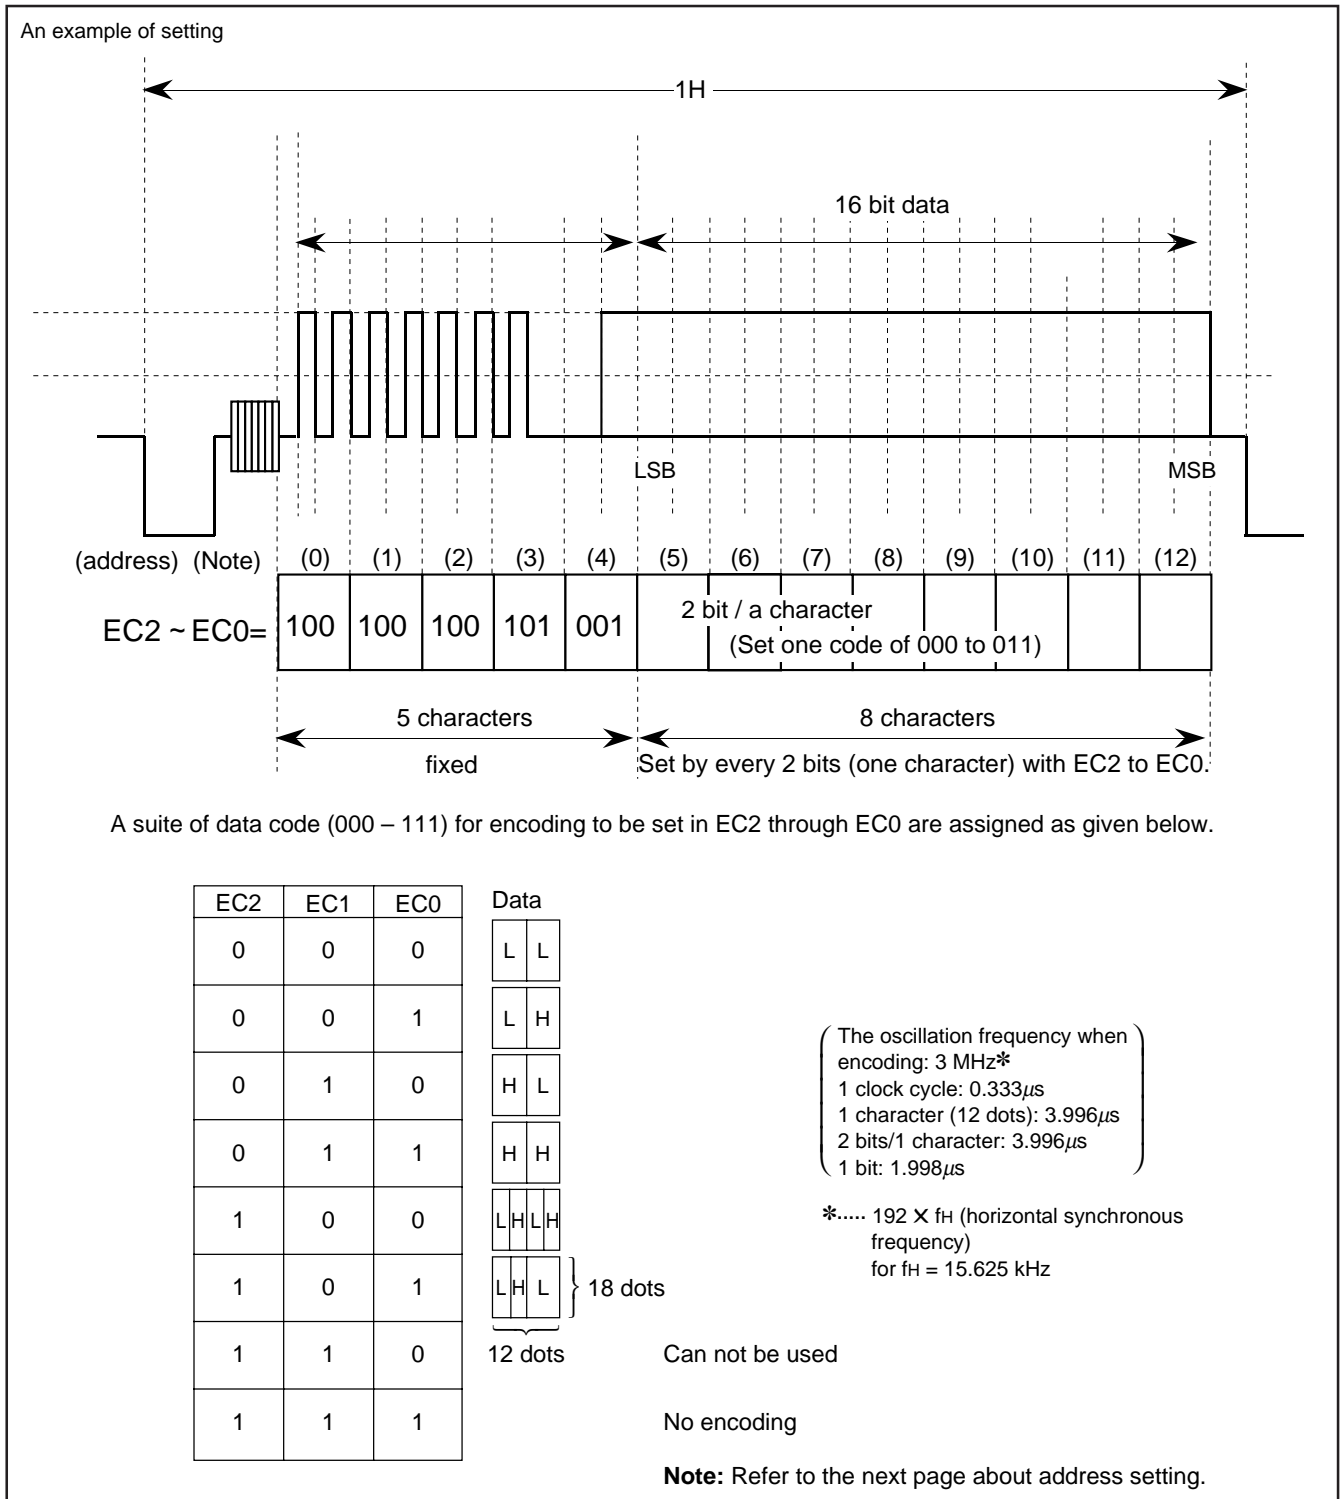 An example of setting
1H
16 bit data
LSB MSB
(address) (Note) (0) (1) (2) (3) (4) (5) (6) (7) (8) (9) (10) (11) (12)
EC2 ~ EC0= 100 100 100 101 001 2 bit / a character
(Set one code of 000 to 011)
5 characters 8 characters
fixed Set by every 2 bits (one character) with EC2 to EC0.
A suite of data code (000 – 111) for encoding to be set in EC2 through EC0 are assigned as given below.
EC2 EC1 EC0 Data
0 0 0 L L
0 0 1 L H
0 1 0 H L
0 1 1 H H
1 0 0 L H L H
1 0 1 L H L 18 dots
1 1 0 12 dots Can not be used
1 1 1 No encoding
The oscillation frequency when
encoding: 3 MHz✽
1 clock cycle: 0.333µs
1 character (12 dots): 3.996µs
2 bits/1 character: 3.996µs
1 bit: 1.998µs
✽····· 192 × fH (horizontal synchronous
frequency)
for fH = 15.625 kHz
Note: Refer to the next page about address setting.